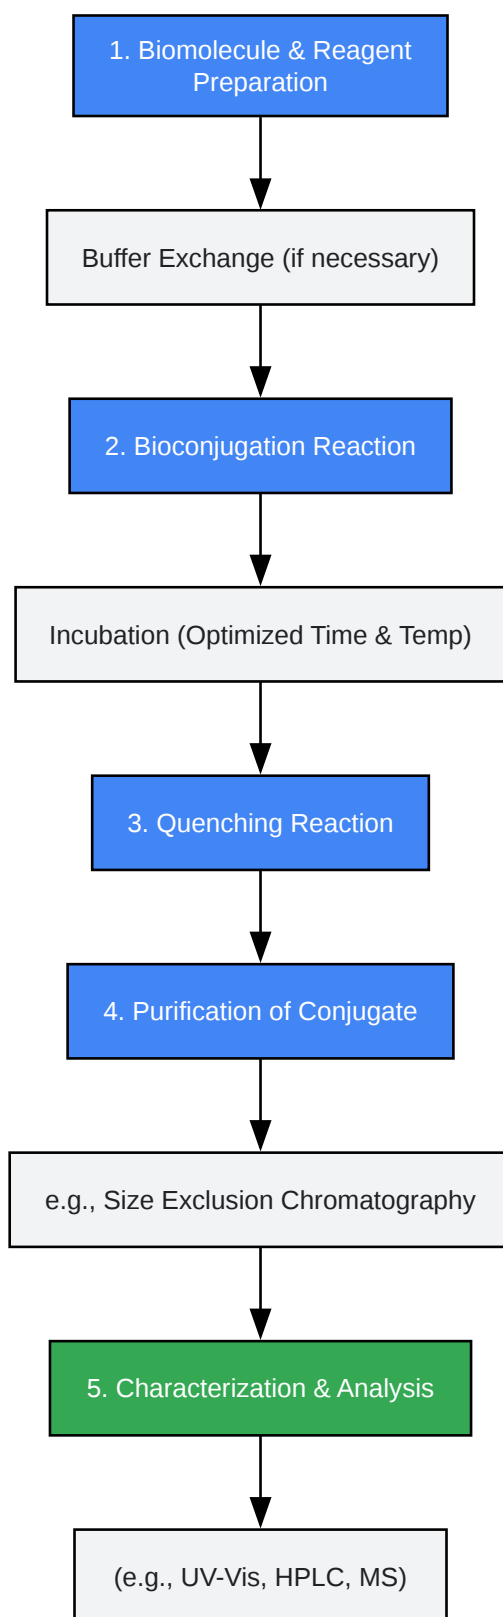 1. Biomolecule & Reagent
Preparation
Buffer Exchange (if necessary)
2. Bioconjugation Reaction
Incubation (Optimized Time & Temp)
3. Quenching Reaction
4. Purification of Conjugate
e.g., Size Exclusion Chromatography
5. Characterization & Analysis
(e.g., UV-Vis, HPLC, MS)